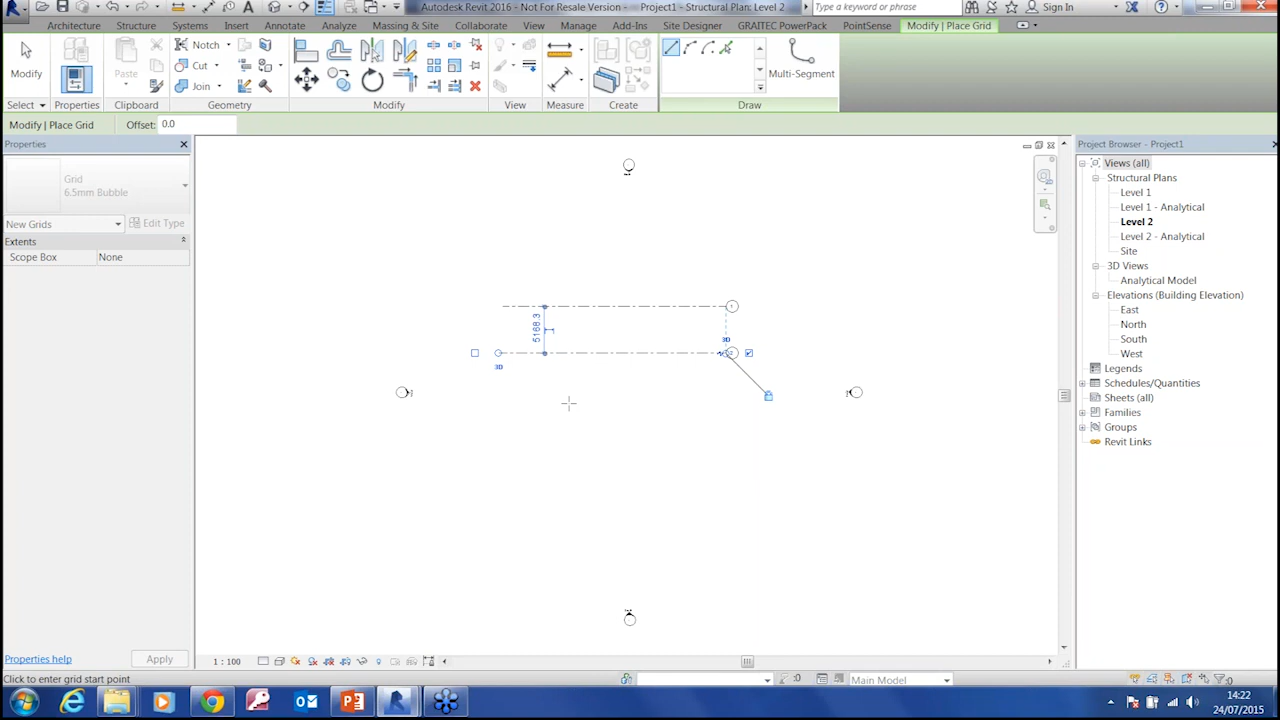 Autodesk Revit 2016 - Not For Resale Version - Project1 - Structural Plan: Level 2
Type a keyword or phrase
Sign In
Architecture Structure Systems Insert Annotate Analyze Massing & Site Collaborate View Manage Add-Ins Site Designer GRAITEC PowerPack PointSense Modify | Place Grid
Modify
Properties
Paste
Notch
Cut
Join
Multi-Segment
Select
Properties
Clipboard
Geometry
Modify
View
Measure
Create
Draw
Modify | Place Grid
Offset: 0.0
Properties
Grid
6.5mm Bubble
New Grids
Edit Type
Extents
Scope Box
None
Properties help
Apply
5168.3
3D
3D
Project Browser - Project1
Views (all)
Structural Plans
Level 1
Level 1 - Analytical
Level 2
Level 2 - Analytical
Site
3D Views
Analytical Model
Elevations (Building Elevation)
East
North
South
West
Legends
Schedules/Quantities
Sheets (all)
Families
Groups
Revit Links
1 : 100
Click to enter grid start point
:0
Main Model
:0
14:22
24/07/2015